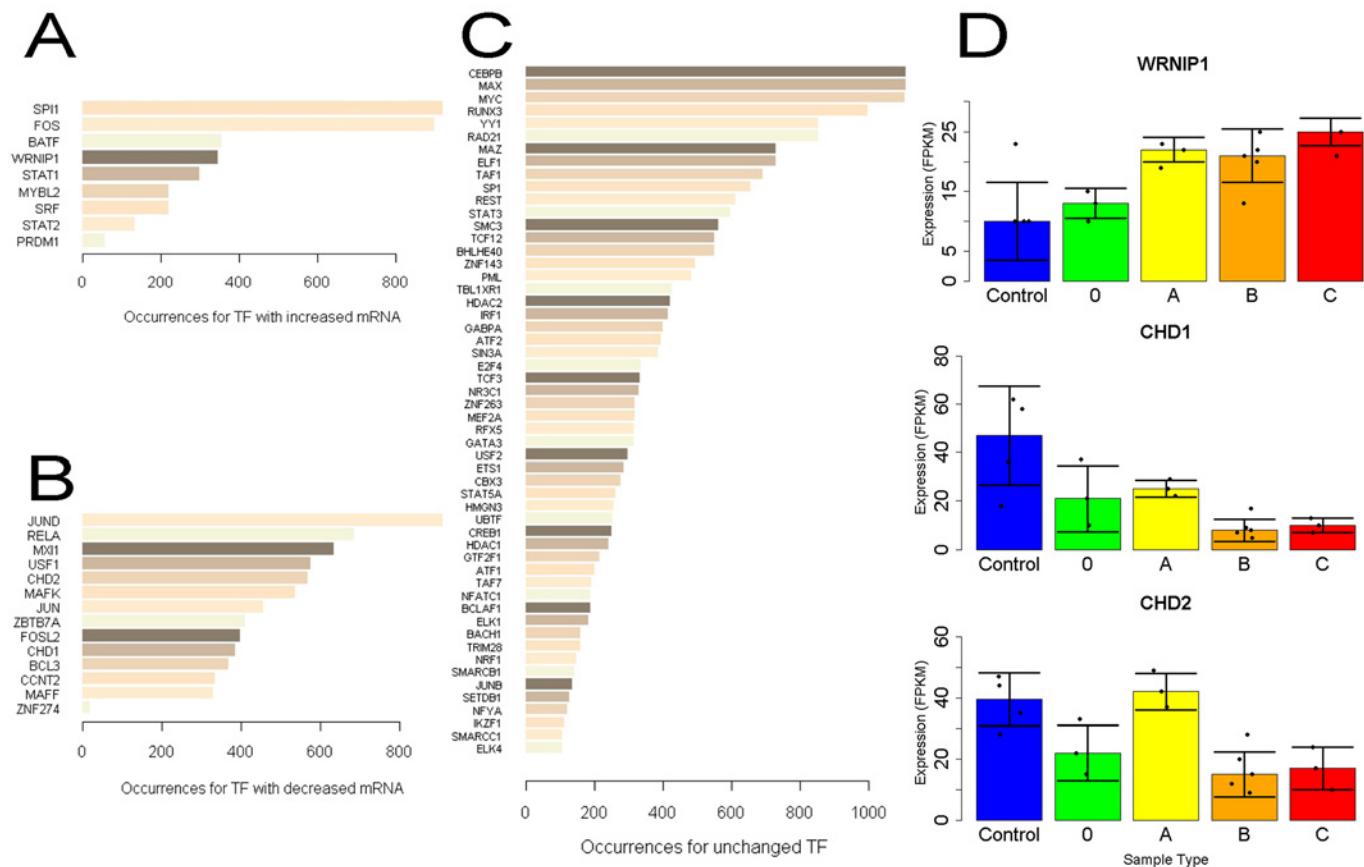 A
SPI1
FOS
BATF
WRNIP1
STAT1
MYBL2
SRF
STAT2
PRDM1
0 200 400 600 800
Occurrences for TF with increased mRNA
B
JUND
RELA
MXI1
USF1
CHD2
MAFK
JUN
ZBTB7A
FOSL2
CHD1
BCL3
CCNT2
MAFF
ZNF274
0 200 400 600 800
Occurrences for TF with decreased mRNA
C
CEBPB
MAX
MYC
RUNX3
YY1
RAD21
MAZ
ELF1
TAF1
SP1
REST
STAT3
SMC3
TCF12
BHLHE40
ZNF143
PML
TBL1XR1
HDAC2
IRF1
GABPA
ATF2
SIN3A
E2F4
TCF3
NR3C1
ZNF263
MEF2A
RFX5
GATA3
USF2
ETS1
CBX3
STAT5A
HMGN3
UBTF
CREB1
HDAC1
GTF2F1
ATF1
TAF7
NFATC1
BCLAF1
ELK1
BACH1
TRIM28
NRF1
SMARCB1
JUNB
SETDB1
NFYA
IKZF1
SMARCC1
ELK4
0 200 400 600 800 1000
Occurrences for unchanged TF
D
WRNIP1
Expression (FPKM)
25
15
5
0
Control 0 A B C
CHD1
Expression (FPKM)
80
60
40
20
0
Control 0 A B C
CHD2
Expression (FPKM)
60
40
20
0
Control 0 A B C
Sample Type